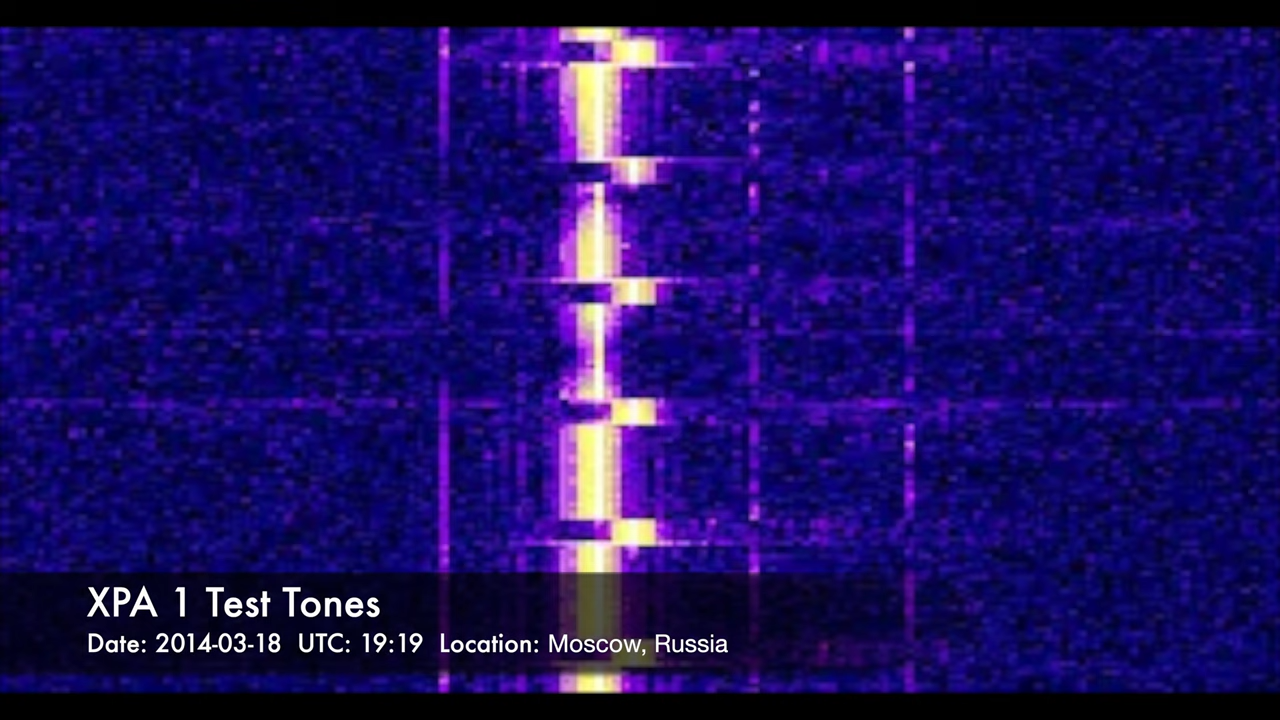 XPA 1 Test Tones
Date: 2014-03-18 UTC: 19:19 Location: Moscow, Russia